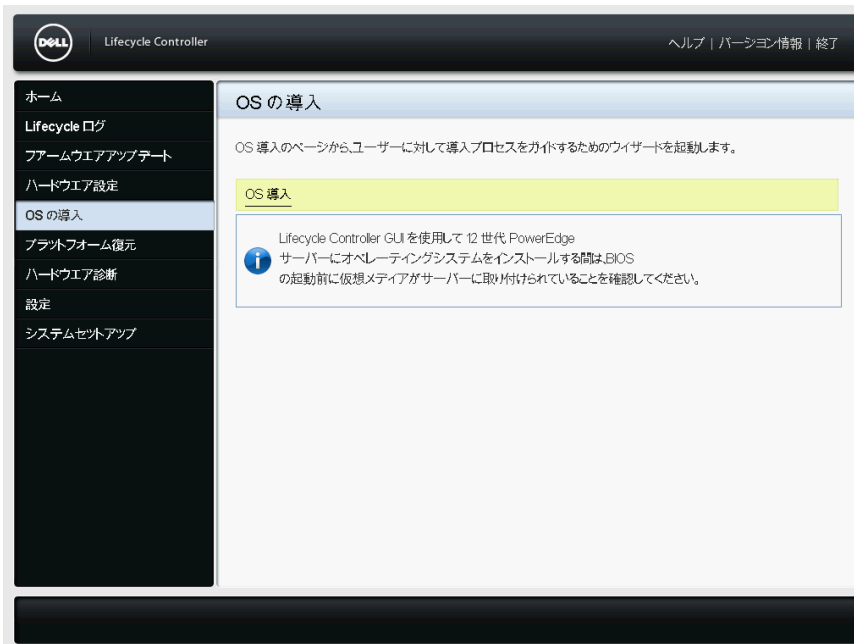 DELL
Lifecycle Controller
ヘルプ | バージョン情報 | 終了
ホーム
Lifecycle ログ
ファームウエアアップデート
ハードウエア設定
OS の導入
プラットフォーム復元
ハードウエア診断
設定
システムセットアップ
OS の導入
OS 導入のページから、ユーザーに対して導入プロセスをガイドするためのウィザードを起動します。
OS 導入
Lifecycle Controller GUI を使用して 12 世代 PowerEdge
サーバーにオペレーティングシステムをインストールする間は、BIOS
の起動前に仮想メディアがサーバーに取り付けられていることを確認してください。